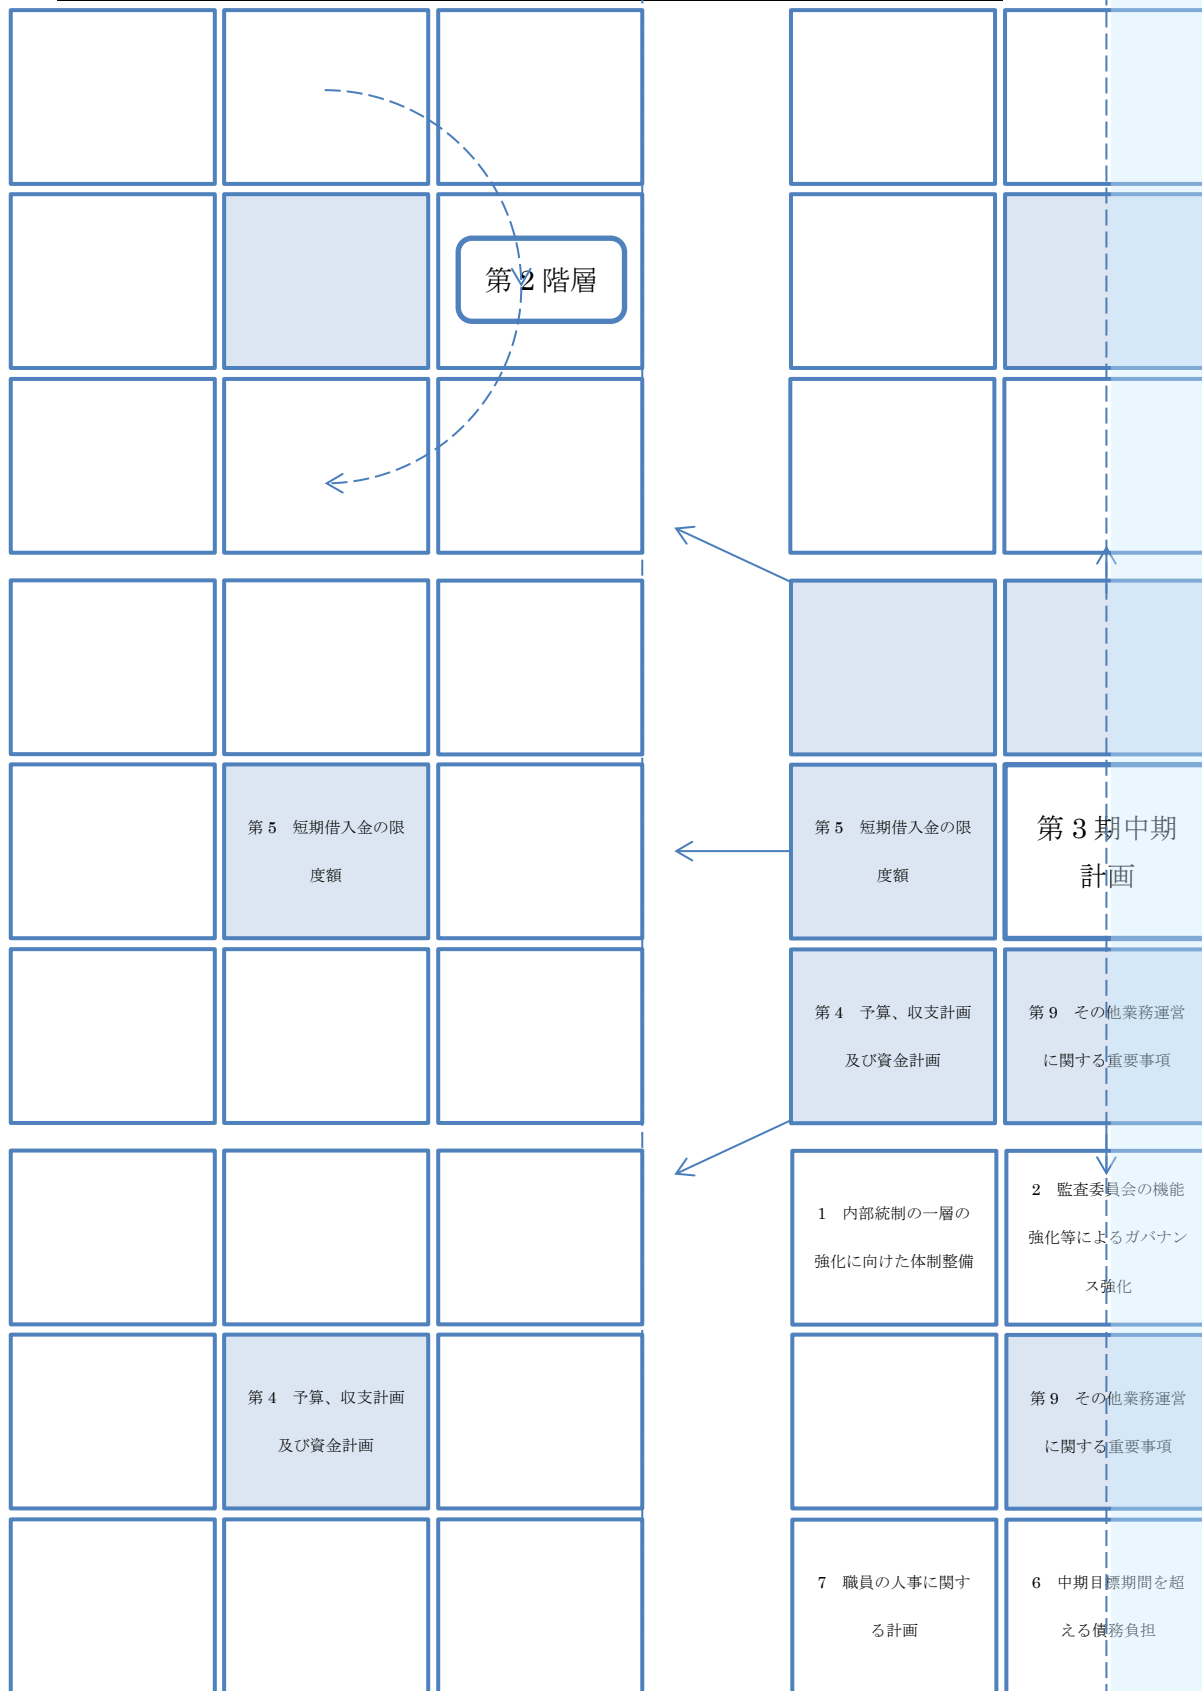 第 2 階層
第 5　短期借入金の限
度額
第 5　短期借入金の限
度額
第 3 期中期
計画
第 4　予算、収支計画
及び資金計画
第 9　その他業務運営
に関する重要事項
1　内部統制の一層の
強化に向けた体制整備
2　監査委員会の機能
強化等によるガバナン
ス強化
第 4　予算、収支計画
及び資金計画
第 9　その他業務運営
に関する重要事項
7　職員の人事に関す
る計画
6　中期目標期間を超
える債務負担